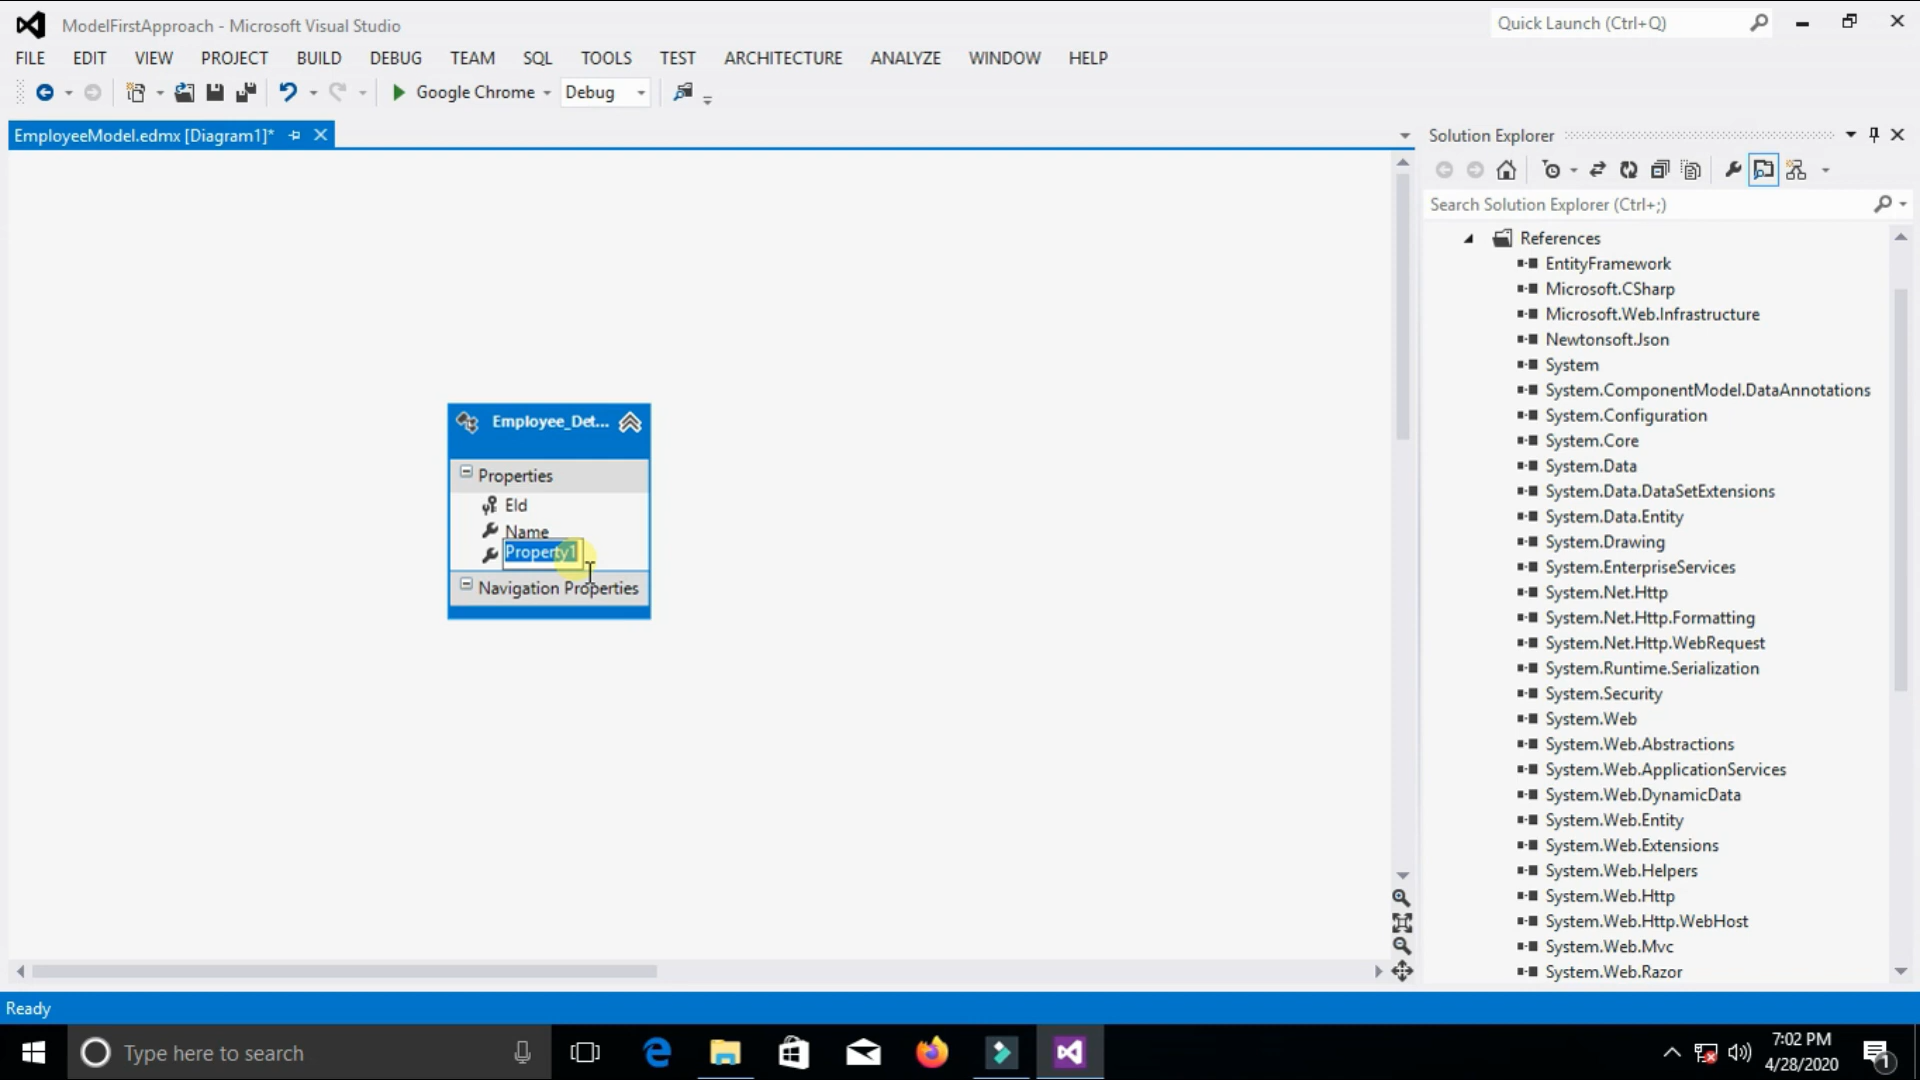 ModelFirstApproach - Microsoft Visual Studio
Quick Launch (Ctrl+Q)
FILE EDIT VIEW PROJECT BUILD DEBUG TEAM SQL TOOLS TEST ARCHITECTURE ANALYZE WINDOW HELP
Google Chrome Debug
EmployeeModel.edmx [Diagram1]*
Solution Explorer
Search Solution Explorer (Ctrl+;)
References
EntityFramework
Microsoft.CSharp
Microsoft.Web.Infrastructure
Newtonsoft.Json
System
System.ComponentModel.DataAnnotations
System.Configuration
System.Core
System.Data
System.Data.DataSetExtensions
System.Data.Entity
System.Drawing
System.EnterpriseServices
System.Net.Http
System.Net.Http.Formatting
System.Net.Http.WebRequest
System.Runtime.Serialization
System.Security
System.Web
System.Web.Abstractions
System.Web.ApplicationServices
System.Web.DynamicData
System.Web.Entity
System.Web.Extensions
System.Web.Helpers
System.Web.Http
System.Web.Http.WebHost
System.Web.Mvc
System.Web.Razor
Employee_Det...
Properties
EId
Name
Property1
Navigation Properties
Ready
Type here to search
7:02 PM
4/28/2020
1